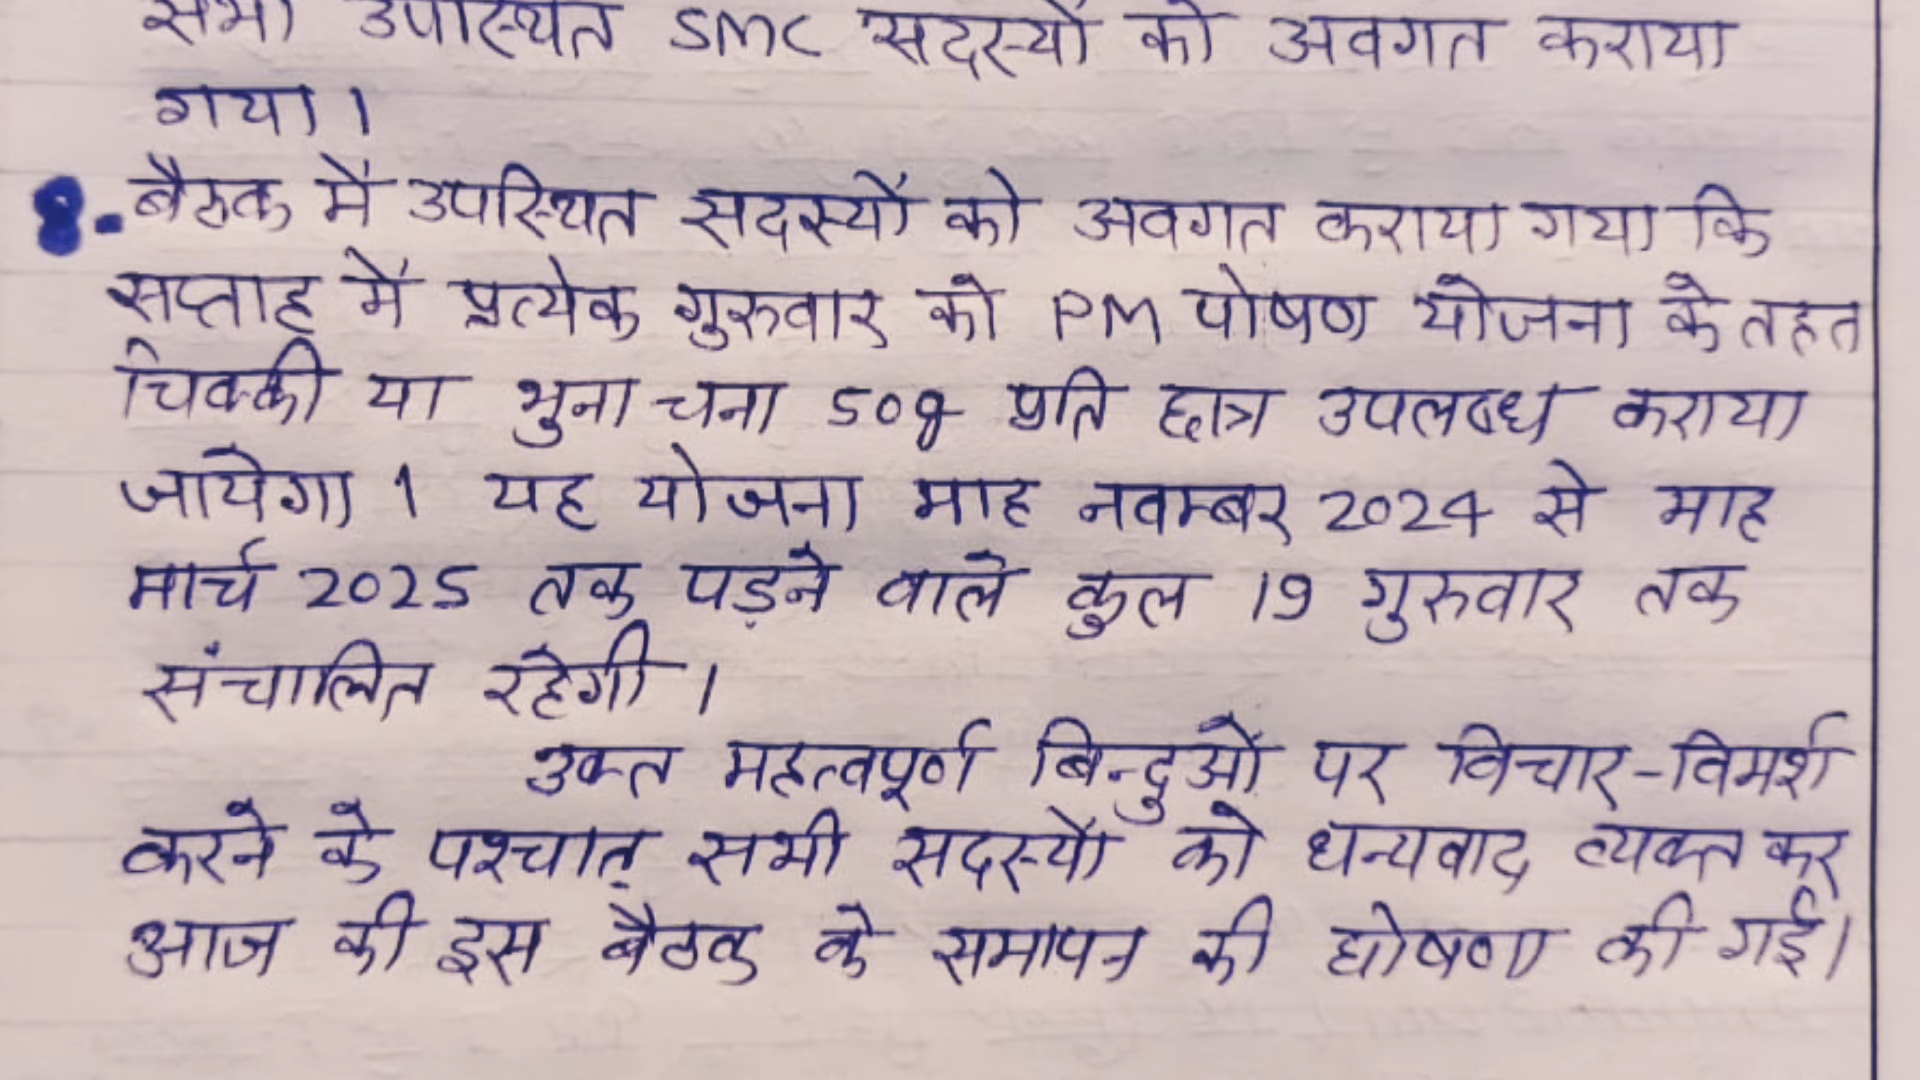 सभी उपस्थित SMC सदस्यों को अवगत कराया
गया।
8. बैठक में उपस्थित सदस्यों को अवगत कराया गया कि
सप्ताह में प्रत्येक गुरुवार को PM पोषण योजना के तहत
चिक्की या भुना चना 50g प्रति छात्र उपलब्ध कराया
जायेगा। यह योजना माह नवम्बर 2024 से माह
मार्च 2025 तक पड़ने वाले कुल 19 गुरुवार तक
संचालित रहेगी।
उक्त महत्वपूर्ण बिन्दुओं पर विचार-विमर्श
करने के पश्चात् सभी सदस्यों को धन्यवाद व्यक्त कर
आज की इस बैठक के समापन की घोषणा की गई।